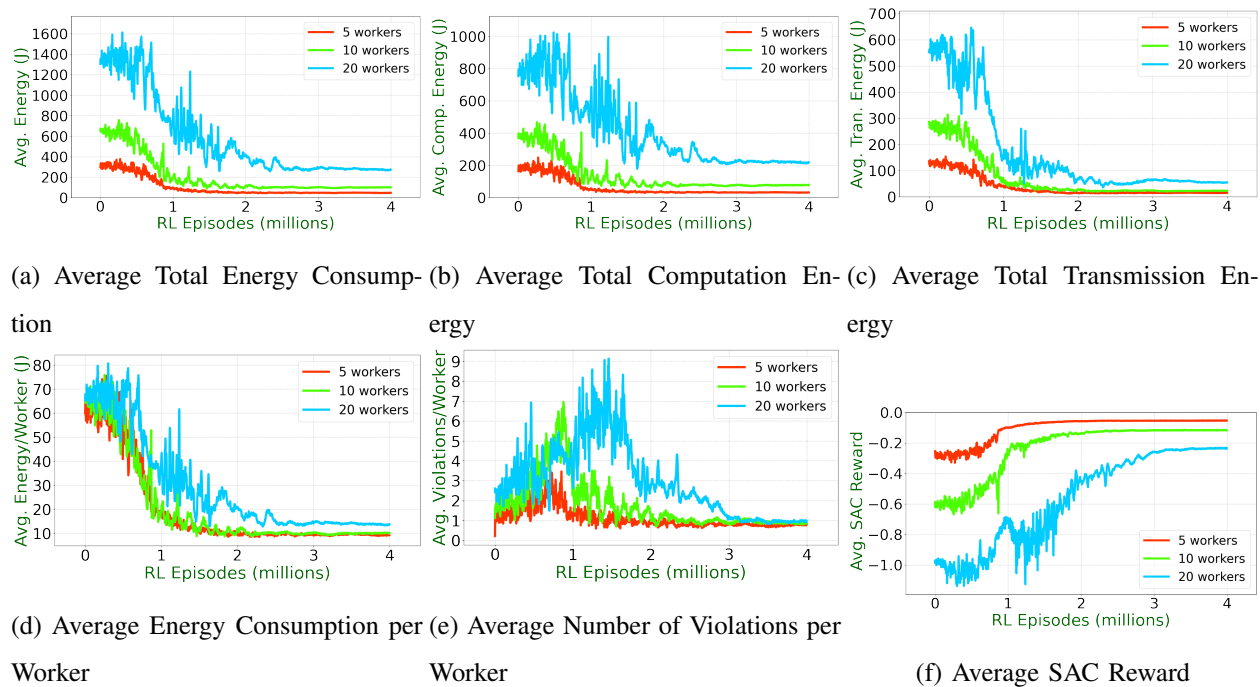 Avg. Energy (J)
1600
1400
1200
1000
800
600
400
200
0
0 1 2 3 4
RL Episodes (millions)
5 workers
10 workers
20 workers
Avg. Comp. Energy (J)
1000
800
600
400
200
0
0 1 2 3 4
RL Episodes (millions)
5 workers
10 workers
20 workers
Avg. Tran. Energy (J)
700
600
500
400
300
200
100
0
0 1 2 3 4
RL Episodes (millions)
5 workers
10 workers
20 workers
(a) Average Total Energy Consump-
tion
(b) Average Total Computation En-
ergy
(c) Average Total Transmission En-
ergy
Avg. Energy/Worker (J)
80
70
60
50
40
30
20
10
0 1 2 3 4
RL Episodes (millions)
5 workers
10 workers
20 workers
Avg. Violations/Worker
9
8
7
6
5
4
3
2
1
0
0 1 2 3 4
RL Episodes (millions)
5 workers
10 workers
20 workers
Avg. SAC Reward
0.0
−0.2
−0.4
−0.6
−0.8
−1.0
0 1 2 3 4
RL Episodes (millions)
5 workers
10 workers
20 workers
(d) Average Energy Consumption per
Worker
(e) Average Number of Violations per
Worker
(f) Average SAC Reward